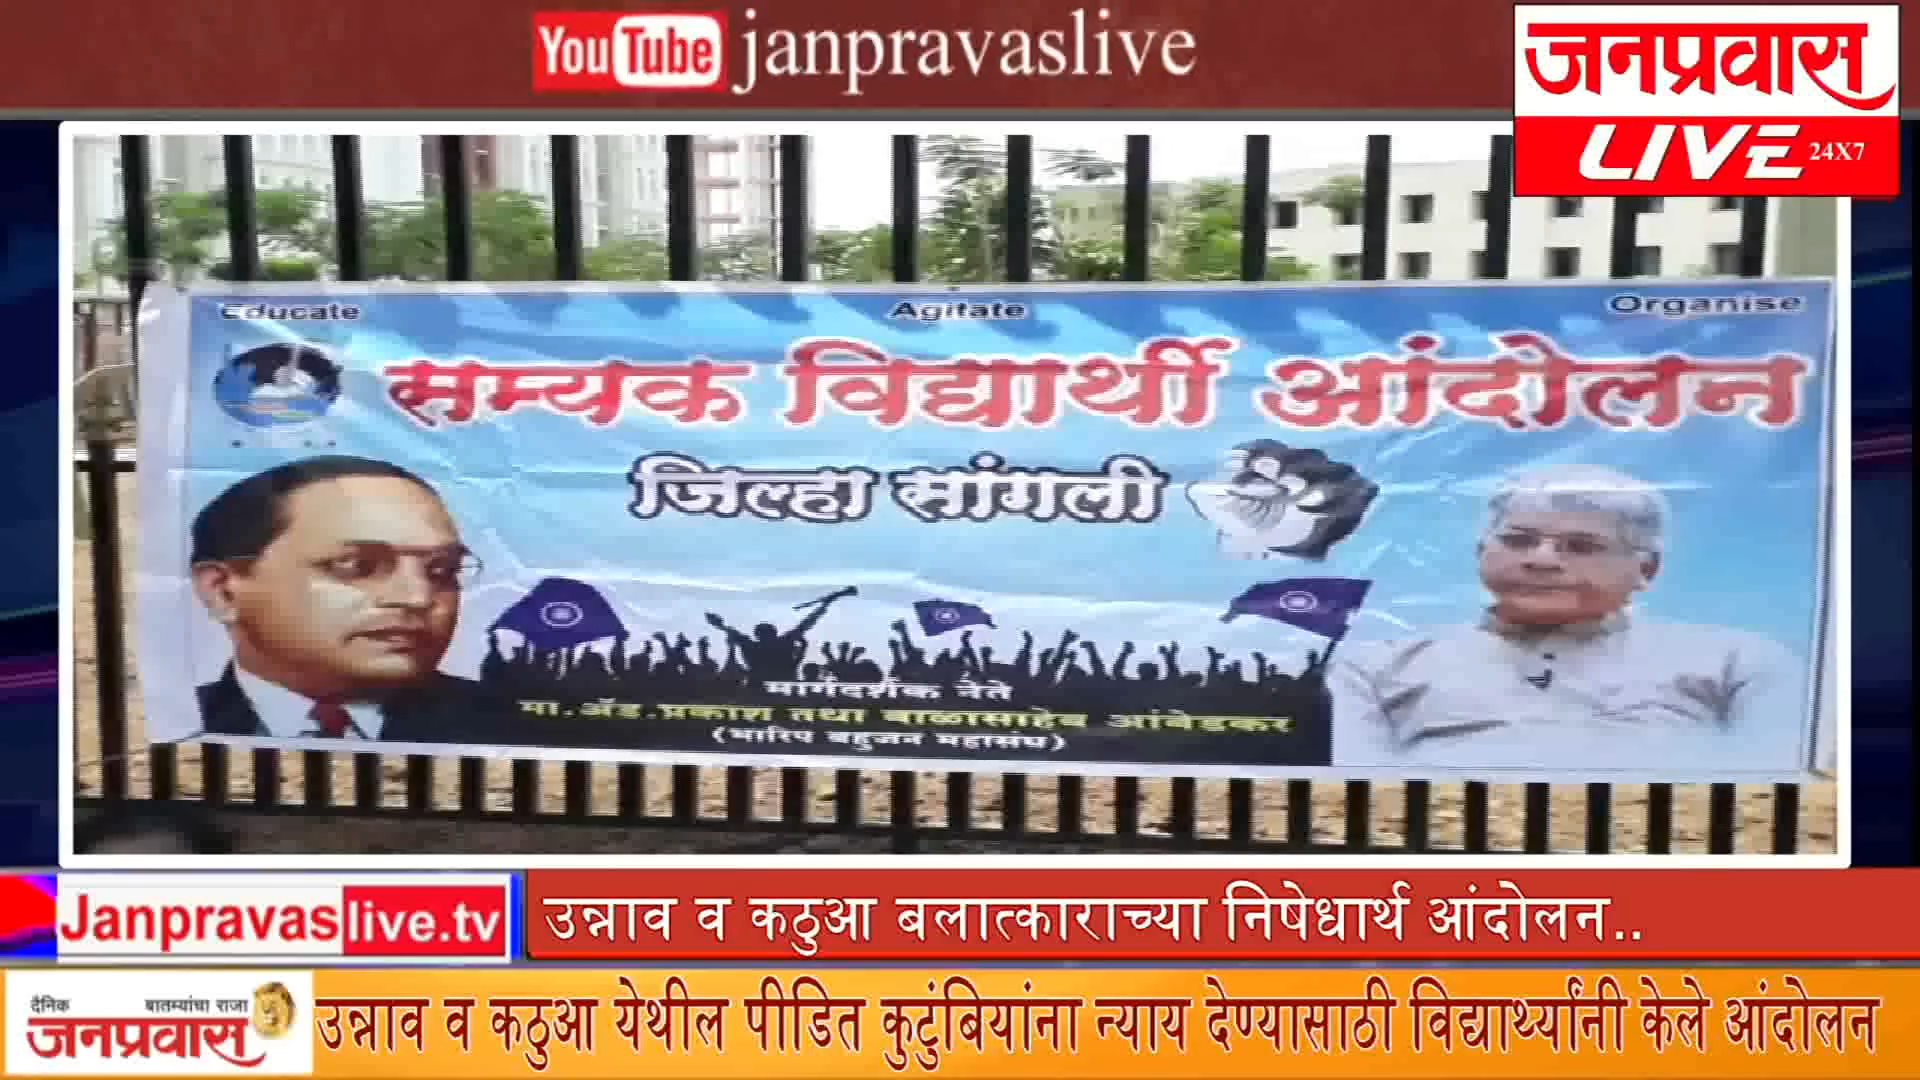 YouTube janpravaslive
जनप्रवास
LIVE 24X7
Educate Agitate Organise
सम्यक विद्यार्थी आंदोलन
जिल्हा सांगली
मार्गदर्शक नेते
मा. अ‍ॅड. प्रकाश तथा बाळासाहेब आंबेडकर
(भारिप बहुजन महासंघ)
Janpravaslive.tv
उन्नाव व कठुआ बलात्काराच्या निषेधार्थ आंदोलन..
दैनिक बातम्यांचा राजा
जनप्रवास
उन्नाव व कठुआ येथील पीडित कुटुंबियांना न्याय देण्यासाठी विद्यार्थ्यांनी केले आंदोलन